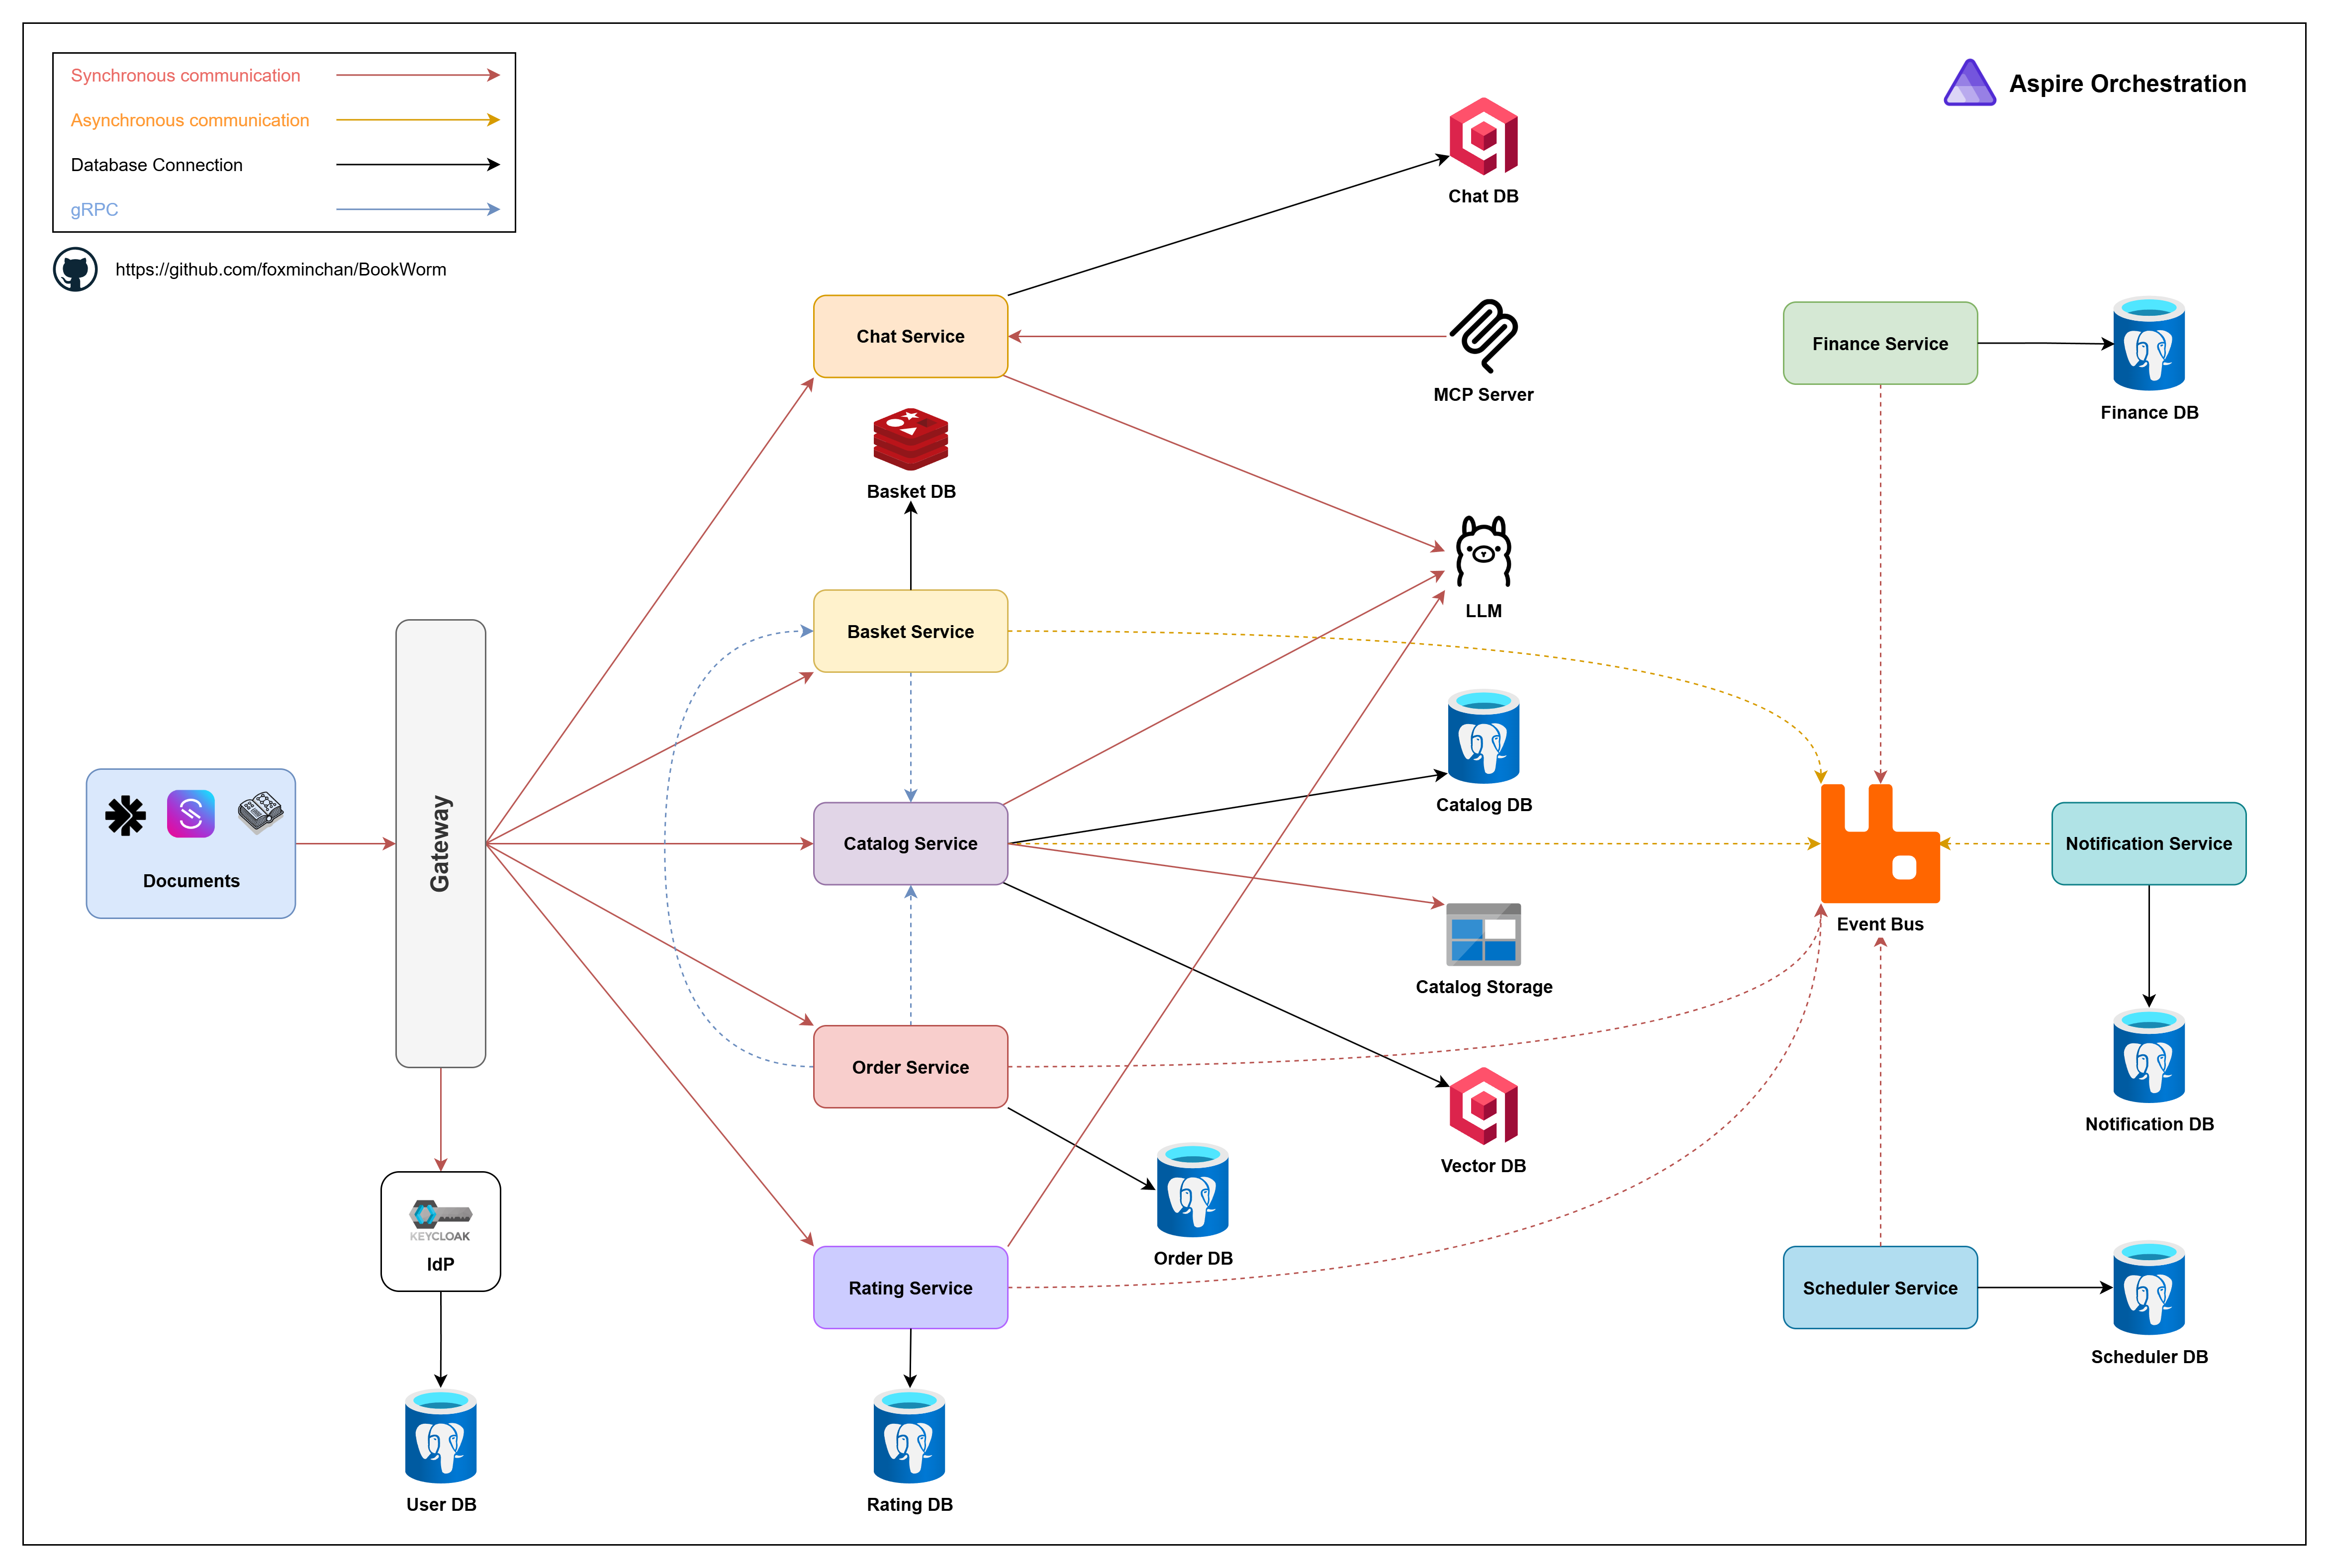 Synchronous communication
Asynchronous communication
Database Connection
gRPC
https://github.com/foxminchan/BookWorm
Aspire Orchestration
Chat DB
Chat Service
MCP Server
Finance Service
Finance DB
Basket DB
LLM
Basket Service
Catalog DB
Gateway
Documents
Catalog Service
Notification Service
Event Bus
Catalog Storage
Order Service
Notification DB
Vector DB
KEYCLOAK
IdP
Order DB
Rating Service
Scheduler Service
Scheduler DB
User DB
Rating DB